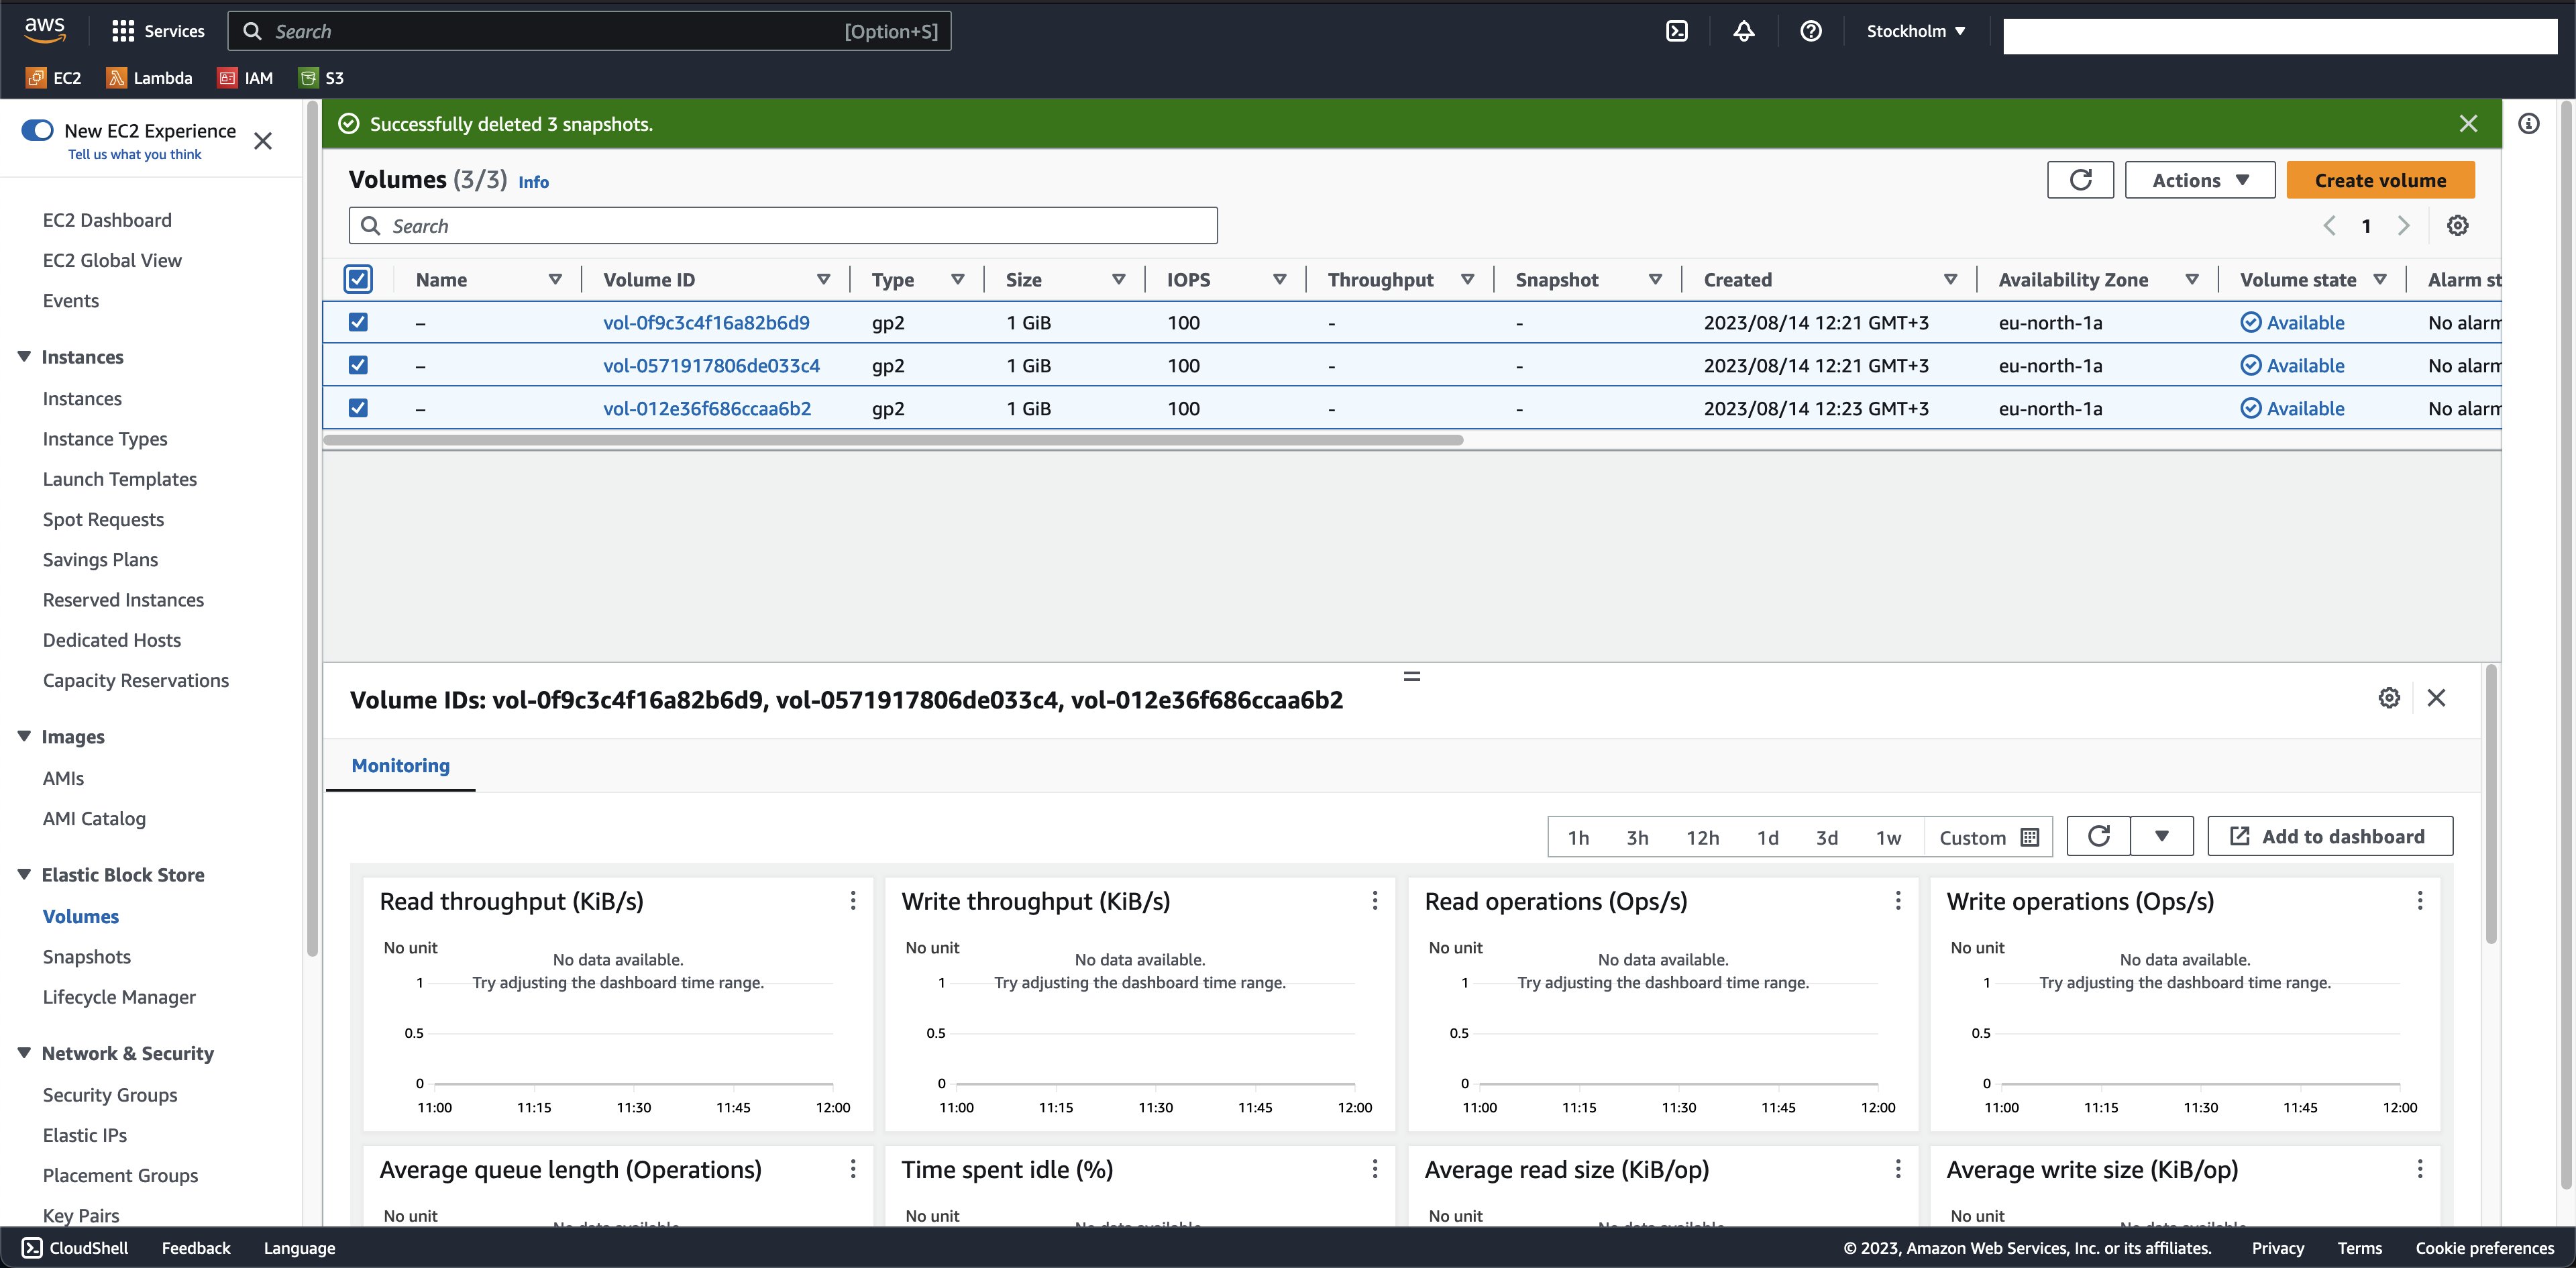 aws Services Search [Option+S] Stockholm
EC2 Lambda IAM S3
New EC2 Experience
Tell us what you think
EC2 Dashboard
EC2 Global View
Events
Instances
Instances
Instance Types
Launch Templates
Spot Requests
Savings Plans
Reserved Instances
Dedicated Hosts
Capacity Reservations
Images
AMIs
AMI Catalog
Elastic Block Store
Volumes
Snapshots
Lifecycle Manager
Network & Security
Security Groups
Elastic IPs
Placement Groups
Key Pairs
Successfully deleted 3 snapshots.
Volumes (3/3) Info Actions Create volume
Search 1
Name Volume ID Type Size IOPS Throughput Snapshot Created Availability Zone Volume state Alarm st
– vol-0f9c3c4f16a82b6d9 gp2 1 GiB 100 - - 2023/08/14 12:21 GMT+3 eu-north-1a Available No alarm
– vol-0571917806de033c4 gp2 1 GiB 100 - - 2023/08/14 12:21 GMT+3 eu-north-1a Available No alarm
– vol-012e36f686ccaa6b2 gp2 1 GiB 100 - - 2023/08/14 12:23 GMT+3 eu-north-1a Available No alarm
Volume IDs: vol-0f9c3c4f16a82b6d9, vol-0571917806de033c4, vol-012e36f686ccaa6b2
Monitoring
1h 3h 12h 1d 3d 1w Custom Add to dashboard
Read throughput (KiB/s)
No unit
No data available.
Try adjusting the dashboard time range.
1
0.5
0
11:00 11:15 11:30 11:45 12:00
Write throughput (KiB/s)
No unit
No data available.
Try adjusting the dashboard time range.
1
0.5
0
11:00 11:15 11:30 11:45 12:00
Read operations (Ops/s)
No unit
No data available.
Try adjusting the dashboard time range.
1
0.5
0
11:00 11:15 11:30 11:45 12:00
Write operations (Ops/s)
No unit
No data available.
Try adjusting the dashboard time range.
1
0.5
0
11:00 11:15 11:30 11:45 12:00
Average queue length (Operations)
No unit
No data available.
Time spent idle (%)
No unit
No data available.
Average read size (KiB/op)
No unit
No data available.
Average write size (KiB/op)
No unit
No data available.
CloudShell Feedback Language © 2023, Amazon Web Services, Inc. or its affiliates. Privacy Terms Cookie preferences